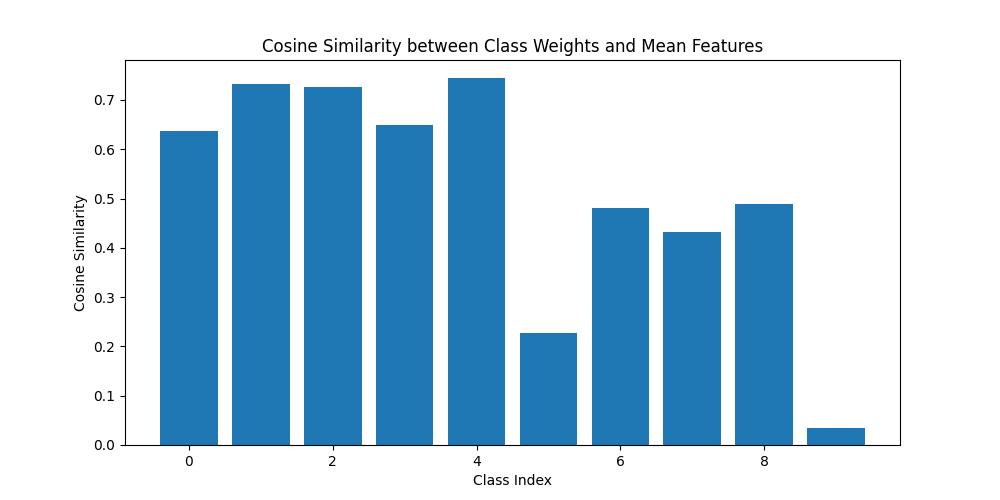 Cosine Similarity between Class Weights and Mean Features
0.7
0.6
0.5
0.4
0.3
0.2
0.1
0.0
Cosine Similarity
0 2 4 6 8
Class Index